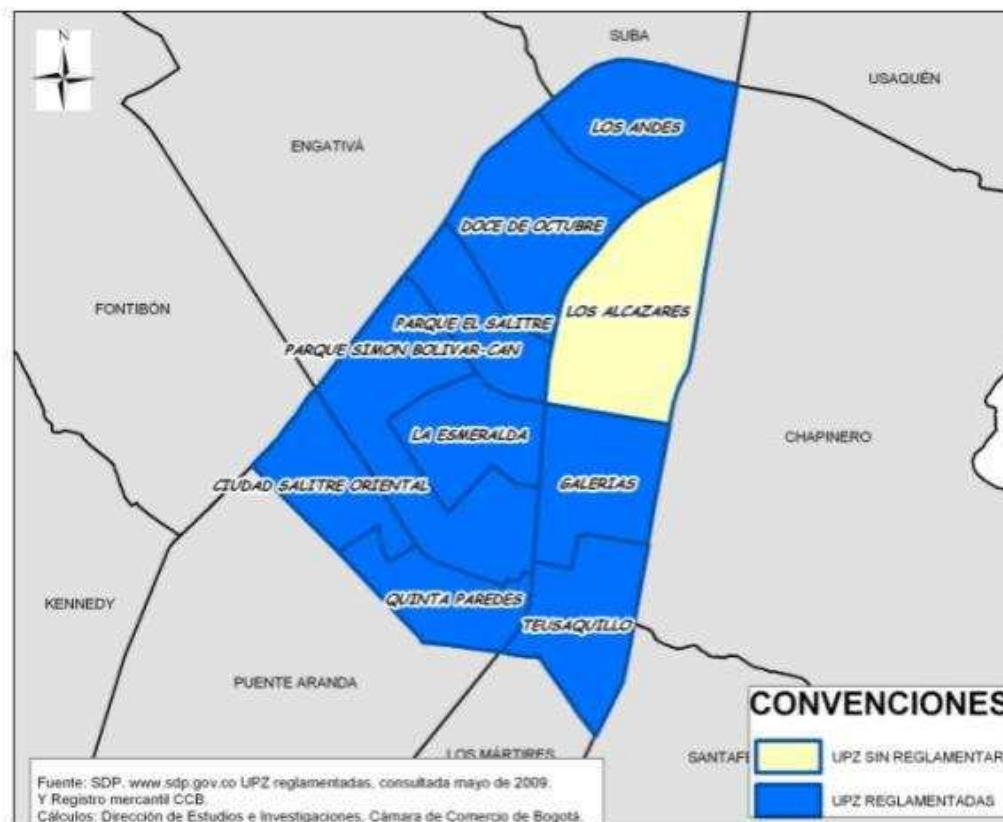 N
SUBA
USAQUÉN
LOS ANDES
ENGATIVÁ
DOCE DE OCTUBRE
FONTIBÓN
LOS ALCAZARES
PARQUE EL SALITRE
PARQUE SIMON BOLIVAR-CAN
LA ESMERALDA
CHAPINERO
CIUDAD SALITRE ORIENTAL
GALERIAS
KENNEDY
QUINTA PAREDES
TEUSAQUILLO
PUENTE ARANDA
LOS MÁRTIRES
SANTAFE
CONVENCIONES
UPZ SIN REGLAMENTAR
UPZ REGLAMENTADAS
Fuente: SDP. www.sdp.gov.co UPZ reglamentadas, consultada mayo de 2009.
Y Registro mercantil CCB.
Cálculos: Dirección de Estudios e Investigaciones. Cámara de Comercio de Bogotá.